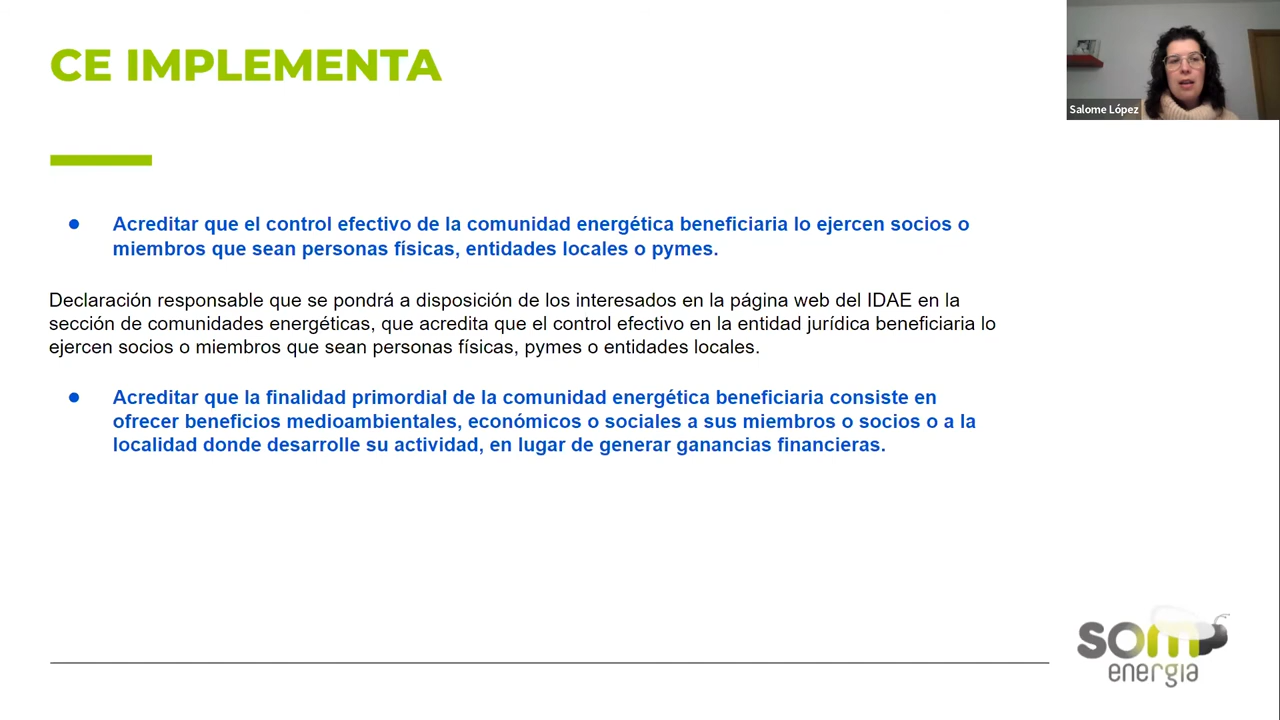 CE IMPLEMENTA
Salome López
● Acreditar que el control efectivo de la comunidad energética beneficiaria lo ejercen socios o
miembros que sean personas físicas, entidades locales o pymes.
Declaración responsable que se pondrá a disposición de los interesados en la página web del IDAE en la
sección de comunidades energéticas, que acredita que el control efectivo en la entidad jurídica beneficiaria lo
ejercen socios o miembros que sean personas físicas, pymes o entidades locales.
● Acreditar que la finalidad primordial de la comunidad energética beneficiaria consiste en
ofrecer beneficios medioambientales, económicos o sociales a sus miembros o socios o a la
localidad donde desarrolle su actividad, en lugar de generar ganancias financieras.
som
energia